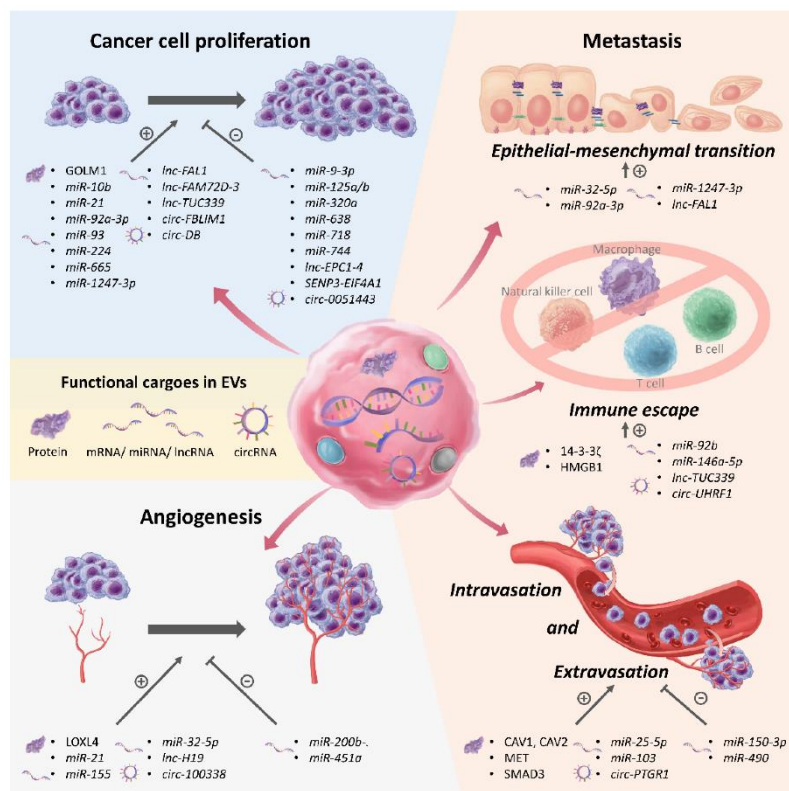 Cancer cell proliferation
+
-
• GOLM1
• miR-10b
• miR-21
• miR-92a-3p
• miR-93
• miR-224
• miR-665
• miR-1247-3p
• lnc-FAL1
• lnc-FAM72D-3
• lnc-TUC339
• circ-FBLIM1
• circ-DB
• miR-9-3p
• miR-125a/b
• miR-320a
• miR-638
• miR-718
• miR-744
• lnc-EPC1-4
• SENP3-EIF4A1
• circ-0051443
Metastasis
Epithelial-mesenchymal transition
+
• miR-32-5p
• miR-92a-3p
• miR-1247-3p
• lnc-FAL1
Macrophage
Natural killer cell
B cell
T cell
Immune escape
+
• 14-3-3ζ
• HMGB1
• miR-92b
• miR-146a-5p
• lnc-TUC339
• circ-UHRF1
Functional cargoes in EVs
Protein
mRNA/ miRNA/ lncRNA
circRNA
Angiogenesis
+
-
• LOXL4
• miR-21
• miR-155
• miR-32-5p
• lnc-H19
• circ-100338
• miR-200b-.
• miR-451a
Intravasation
and
Extravasation
+
-
• CAV1, CAV2
• MET
• SMAD3
• miR-25-5p
• miR-103
• circ-PTGR1
• miR-150-3p
• miR-490